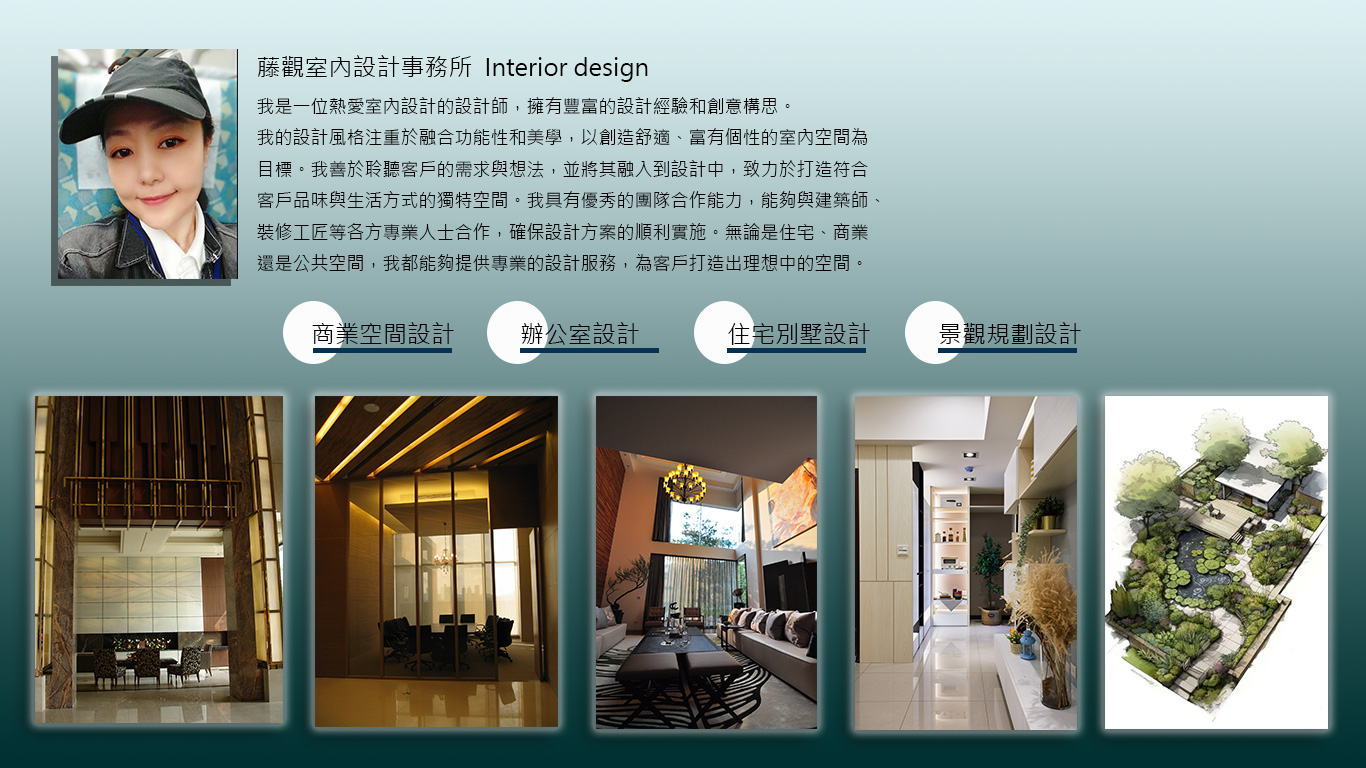 藤觀室內設計事務所 Interior design
我是一位熱愛室內設計的設計師，擁有豐富的設計經驗和創意構思。
我的設計風格注重於融合功能性和美學，以創造舒適、富有個性的室內空間為
目標。我善於聆聽客戶的需求與想法，並將其融入到設計中，致力於打造符合
客戶品味與生活方式的獨特空間。我具有優秀的團隊合作能力，能夠與建築師、
裝修工匠等各方專業人士合作，確保設計方案的順利實施。無論是住宅、商業
還是公共空間，我都能夠提供專業的設計服務，為客戶打造出理想中的空間。
商業空間設計
辦公室設計
住宅別墅設計
景觀規劃設計